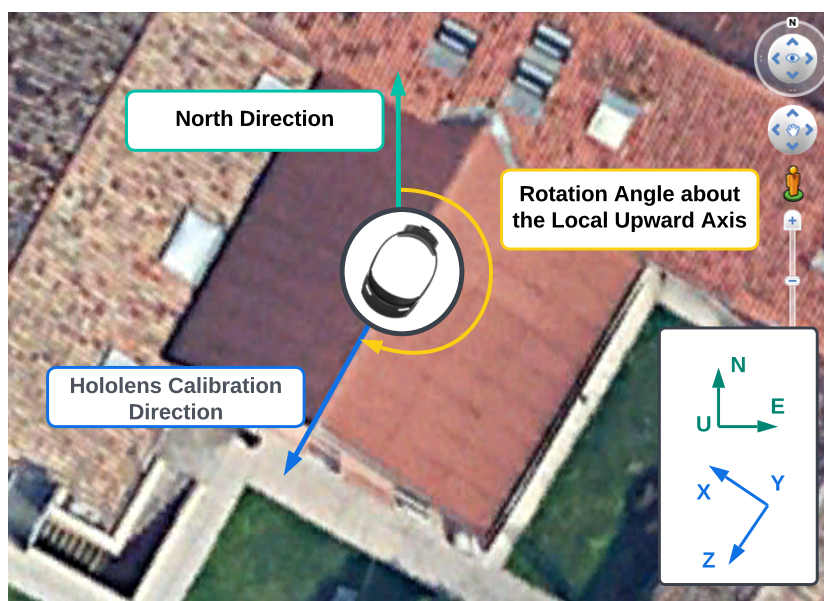 N
North Direction
Rotation Angle about
the Local Upward Axis
Hololens Calibration
Direction
N
U
E
X
Y
Z